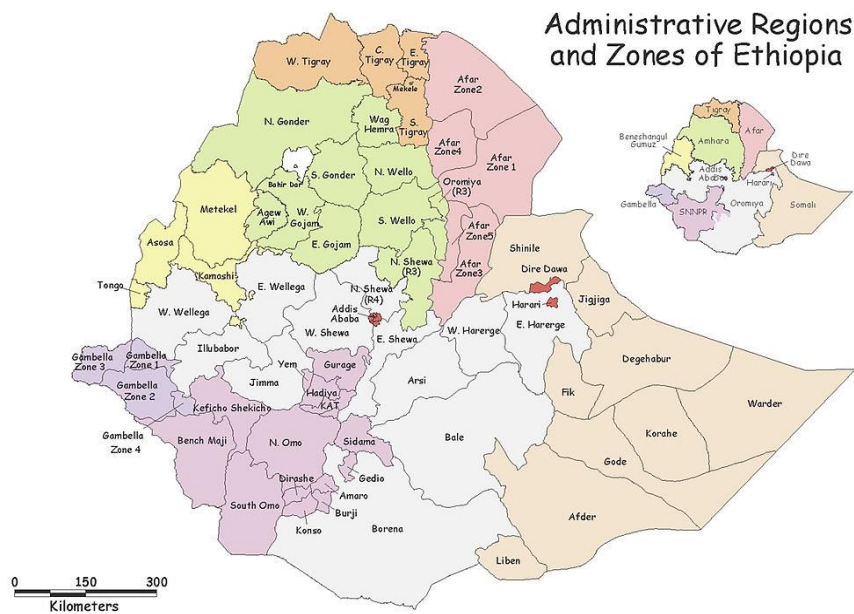 Administrative Regions
and Zones of Ethiopia
W. Tigray
C.
Tigray
E.
Tigray
Mekele
S.
Tigray
Afar
Zone2
N. Gonder
Wag
Hemra
Afar
Zone4
Afar
Zone 1
Bahir Dar
S. Gonder
N. Wello
Oromiya
(R3)
Metekel
Agew
Awi
W.
Gojam
S. Wello
Afar
Zone5
E. Gojam
N. Shewa
(R3)
Afar
Zone3
Asosa
Shinile
Dire Dawa
Tongo
Kamashi
E. Wellega
N. Shewa
(R4)
Harari
Jigjiga
W. Wellega
Addis
Ababa
W. Shewa
E. Shewa
W. Harerge
E. Harerge
Gambella
Zone 3
Gambella
Zone 1
Illubabor
Yem
Gurage
Degehabur
Gambella
Zone 2
Jimma
Hadiya
KAT
Arsi
Fik
Warder
Keficho Shekicho
Gambella
Zone 4
Bench Maji
N. Omo
Sidama
Bale
Korahe
Gode
Dirashe
Gedio
South Omo
Amaro
Burji
Konso
Borena
Afder
Liben
Tigray
Afar
Amhara
Beneshangul
Gumuz
Dire
Dawa
Addis
Ababa
Harari
Gambella
SNNPR
Oromiya
Somali
0 150 300
Kilometers